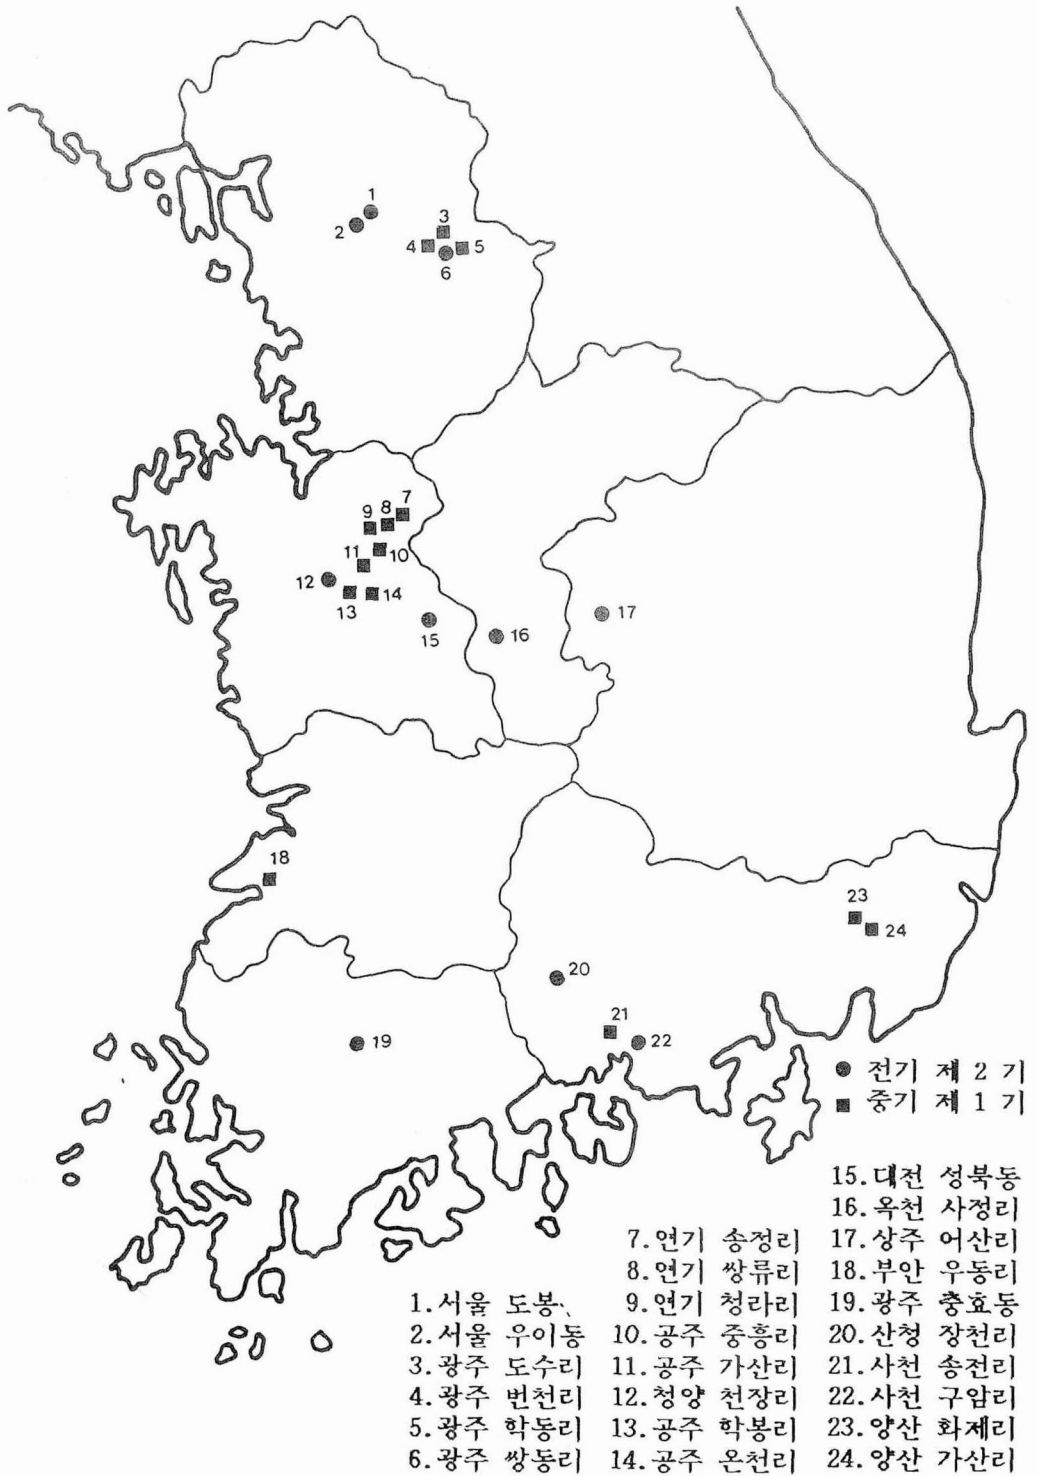 1
2
3
4
5
6
7
8
9
10
11
12
13
14
15
16
17
18
19
20
21
22
23
24
● 전기 제 2 기
■ 중기 제 1 기
1.서울 도봉
2.서울 우이동
3.광주 도수리
4.광주 번천리
5.광주 학동리
6.광주 쌍동리
7.연기 송정리
8.연기 쌍류리
9.연기 청라리
10.공주 중흥리
11.공주 가산리
12.청양 천장리
13.공주 학봉리
14.공주 온천리
15.대전 성북동
16.옥천 사정리
17.상주 어산리
18.부안 우동리
19.광주 충효동
20.산청 장천리
21.사천 송전리
22.사천 구암리
23.양산 화제리
24.양산 가산리